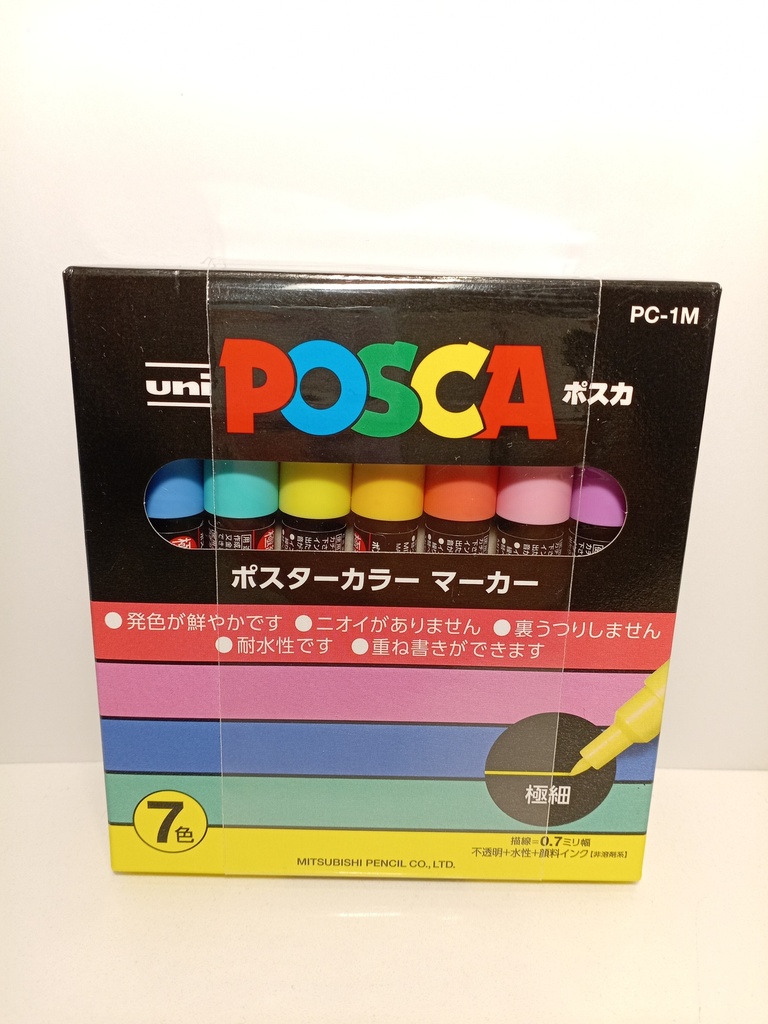 PC-1M
uni POSCA ポスカ
ポスターカラー マーカー
●発色が鮮やかです ●ニオイがありません ●裏うつりしません
●耐水性です ●重ね書きができます
極細
7色
描線=0.7ミリ幅
不透明+水性+顔料インク【非溶剤系】
MITSUBISHI PENCIL CO., LTD.